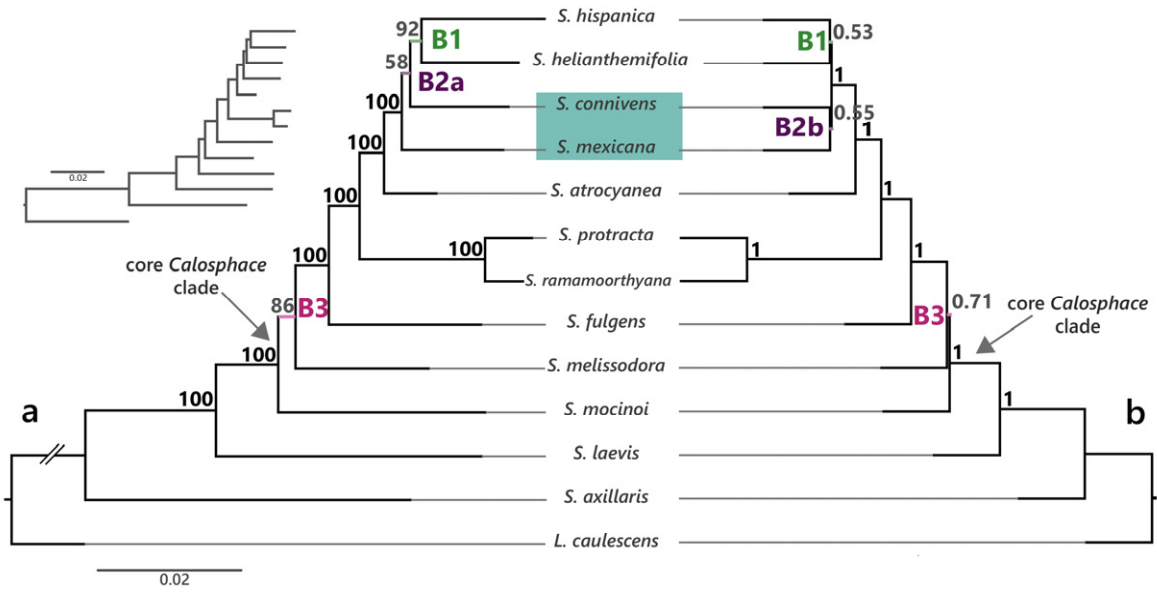 92
S. hispanica
0.53
B1
B1
58
S. helianthemifolia
B2a
1
100
S. connivens
0.55
B2b
1
100
S. mexicana
0.02
100
S. atrocyanea
1
100
S. protracta
1
1
core Calosphace
clade
100
S. ramamoorthyana
86
B3
S. fulgens
B3
0.71
core Calosphace
clade
100
S. melissodora
1
a
100
S. mocinoi
1
b
S. laevis
S. axillaris
L. caulescens
0.02